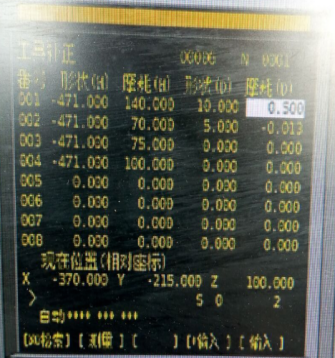 工具补正 O0006 N 0001
番号 形状(H) 摩耗(H) 形状(D) 摩耗(D)
001 -471.000 140.000 10.000 0.500
002 -471.000 70.000 5.000 -0.013
003 -471.000 75.000 0.000 0.000
004 -471.000 100.000 0.000 0.000
005 0.000 0.000 0.000 0.000
006 0.000 0.000 0.000 0.000
007 0.000 0.000 0.000 0.000
008 0.000 0.000 0.000 0.000
现在位置(相对座标)
X -370.000 Y -215.000 Z 100.000
> S 0 2
自动 **** *** ***
[NO检索] [ 测量 ] [ ] [+输入 ] [ 输入 ]